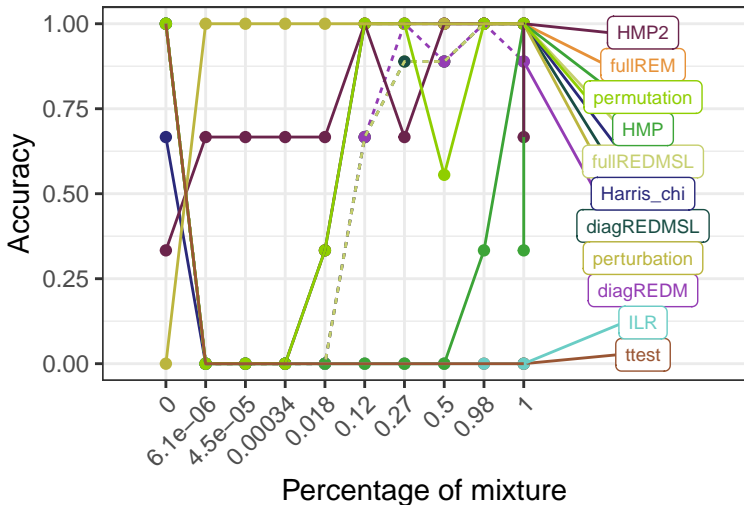 1.00
0.75
0.50
0.25
0.00
Accuracy
HMP2
fullREM
permutation
HMP
fullREDMSL
Harris_chi
diagREDMSL
perturbation
diagREDM
ILR
ttest
0
6.1e−06
4.5e−05
0.00034
0.018
0.12
0.27
0.5
0.98
1
Percentage of mixture